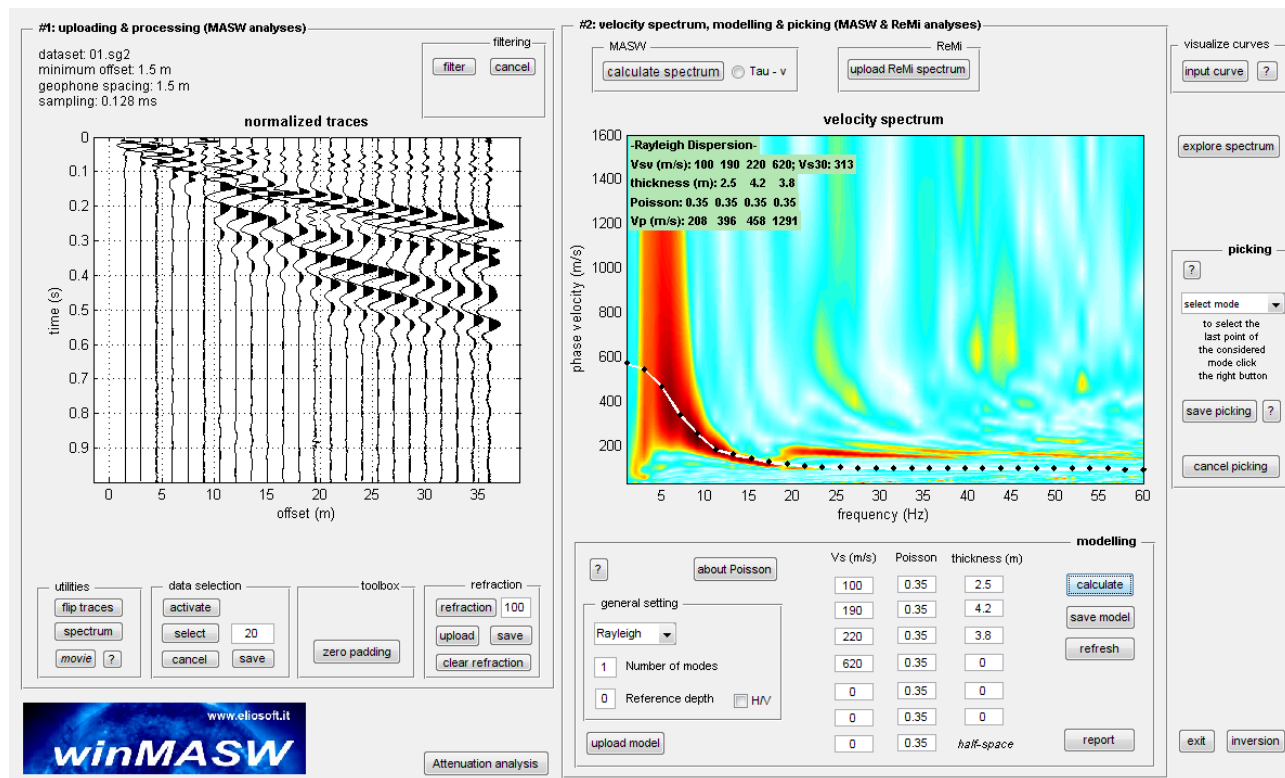 #1: uploading & processing (MASW analyses)
dataset: 01.sg2
minimum offset: 1.5 m
geophone spacing: 1.5 m
sampling: 0.128 ms
filtering
filter cancel
normalized traces
0
0.1
0.2
0.3
0.4
0.5
0.6
0.7
0.8
0.9
time (s)
0 5 10 15 20 25 30 35
offset (m)
utilities
flip traces
spectrum
movie ?
data selection
activate
select 20
cancel save
toolbox
zero padding
refraction
refraction 100
upload save
clear refraction
www.eliosoft.it
winMASW
Attenuation analysis
#2: velocity spectrum, modelling & picking (MASW & ReMi analyses)
MASW
calculate spectrum Tau - v
ReMi
upload ReMi spectrum
velocity spectrum
-Rayleigh Dispersion-
Vsv (m/s): 100 190 220 620; Vs30: 313
thickness (m): 2.5 4.2 3.8
Poisson: 0.35 0.35 0.35 0.35
Vp (m/s): 208 396 458 1291
1600
1400
1200
1000
800
600
400
200
phase velocity (m/s)
5 10 15 20 25 30 35 40 45 50 55 60
frequency (Hz)
modelling
?
about Poisson
general setting
Rayleigh
1 Number of modes
0 Reference depth H/V
upload model
Vs (m/s) Poisson thickness (m)
100 0.35 2.5
190 0.35 4.2
220 0.35 3.8
620 0.35 0
0 0.35 0
0 0.35 0
0 0.35 half-space
calculate
save model
refresh
report
visualize curves
input curve ?
explore spectrum
picking
?
select mode
to select the
last point of
the considered
mode click
the right button
save picking ?
cancel picking
exit inversion